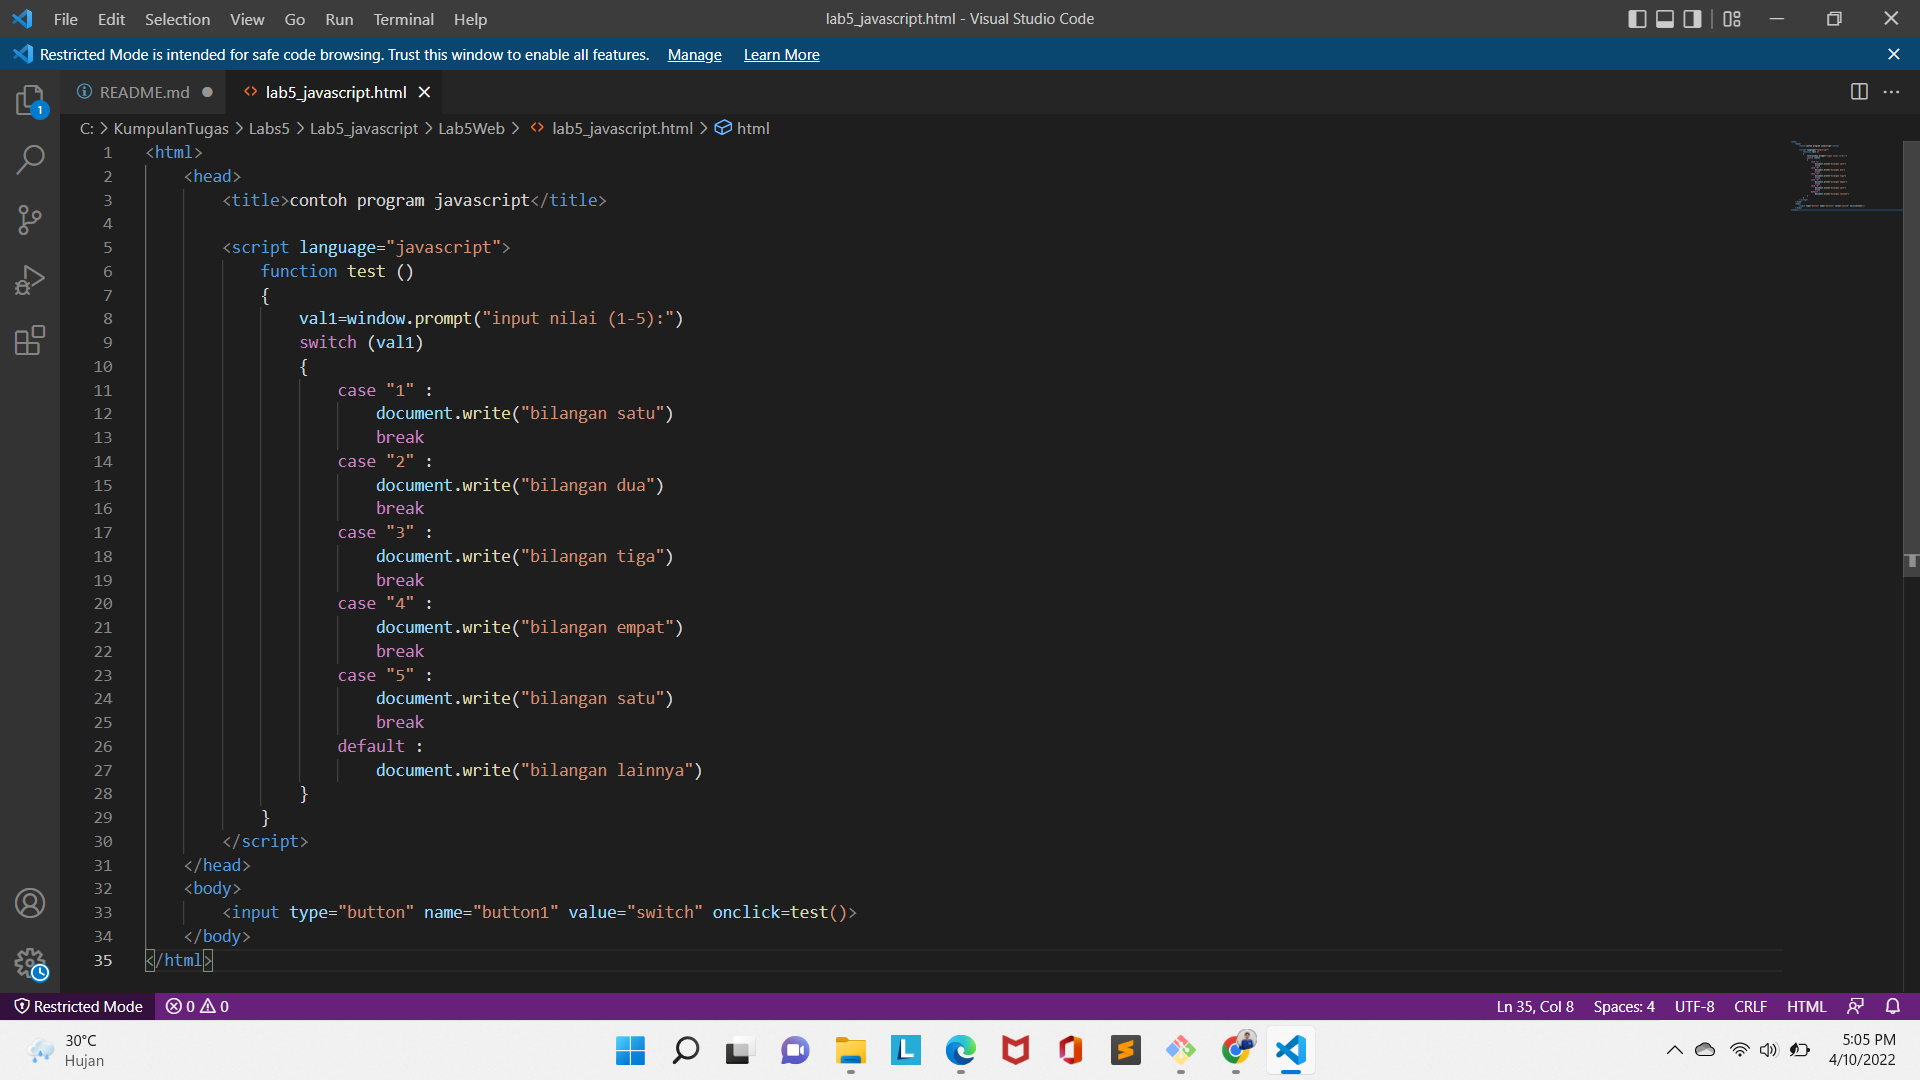 File Edit Selection View Go Run Terminal Help
lab5_javascript.html - Visual Studio Code
Restricted Mode is intended for safe code browsing. Trust this window to enable all features. Manage Learn More
README.md lab5_javascript.html
C: > KumpulanTugas > Labs5 > Lab5_javascript > Lab5Web > lab5_javascript.html > html
1 <html>
2 <head>
3 <title>contoh program javascript</title>
4
5 <script language="javascript">
6 function test ()
7 {
8 val1=window.prompt("input nilai (1-5):")
9 switch (val1)
10 {
11 case "1" :
12 document.write("bilangan satu")
13 break
14 case "2" :
15 document.write("bilangan dua")
16 break
17 case "3" :
18 document.write("bilangan tiga")
19 break
20 case "4" :
21 document.write("bilangan empat")
22 break
23 case "5" :
24 document.write("bilangan satu")
25 break
26 default :
27 document.write("bilangan lainnya")
28 }
29 }
30 </script>
31 </head>
32 <body>
33 <input type="button" name="button1" value="switch" onclick=test()>
34 </body>
35 </html>
1
Restricted Mode 0 0 Ln 35, Col 8 Spaces: 4 UTF-8 CRLF HTML
30°C
Hujan
5:05 PM
4/10/2022